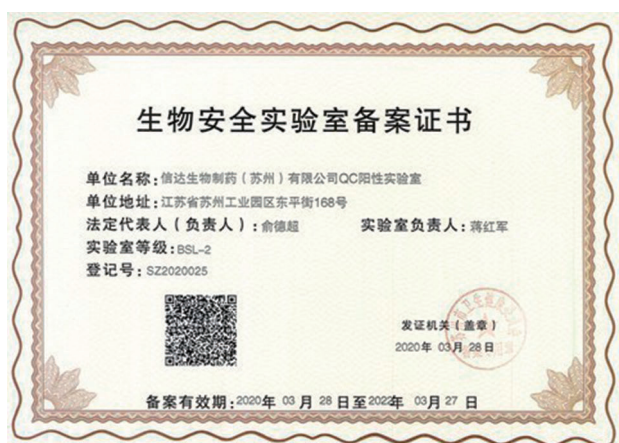 生物安全实验室备案证书
单位名称:信达生物制药(苏州)有限公司QC阳性实验室
单位地址:江苏省苏州工业园区东平街168号
法定代表人(负责人):俞德超 实验室负责人:蒋红军
实验室等级:BSL-2
登记号:SZ2020025
发证机关(盖章)
2020年 03月 28日
备案有效期:2020年 03 月 28 日至2022年 03月 27 日